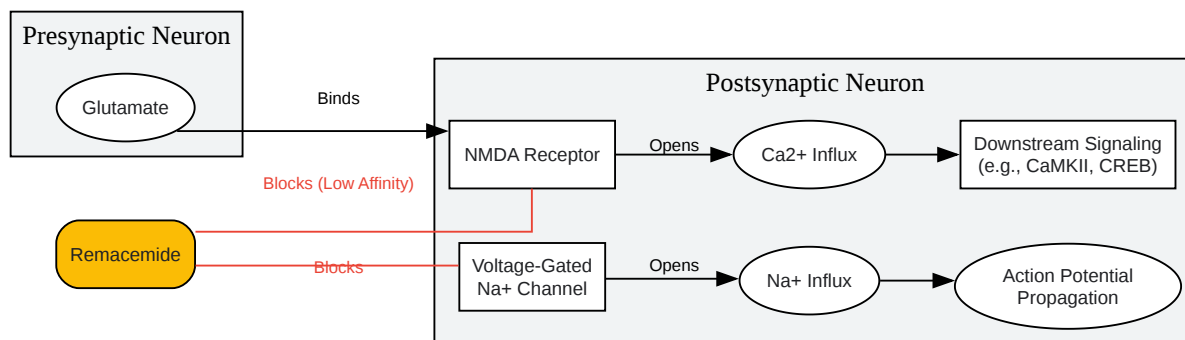 Presynaptic Neuron
Glutamate
Binds
Postsynaptic Neuron
NMDA Receptor
Opens
Ca2+ Influx
Downstream Signaling
(e.g., CaMKII, CREB)
Blocks (Low Affinity)
Remacemide
Blocks
Voltage-Gated
Na+ Channel
Opens
Na+ Influx
Action Potential
Propagation